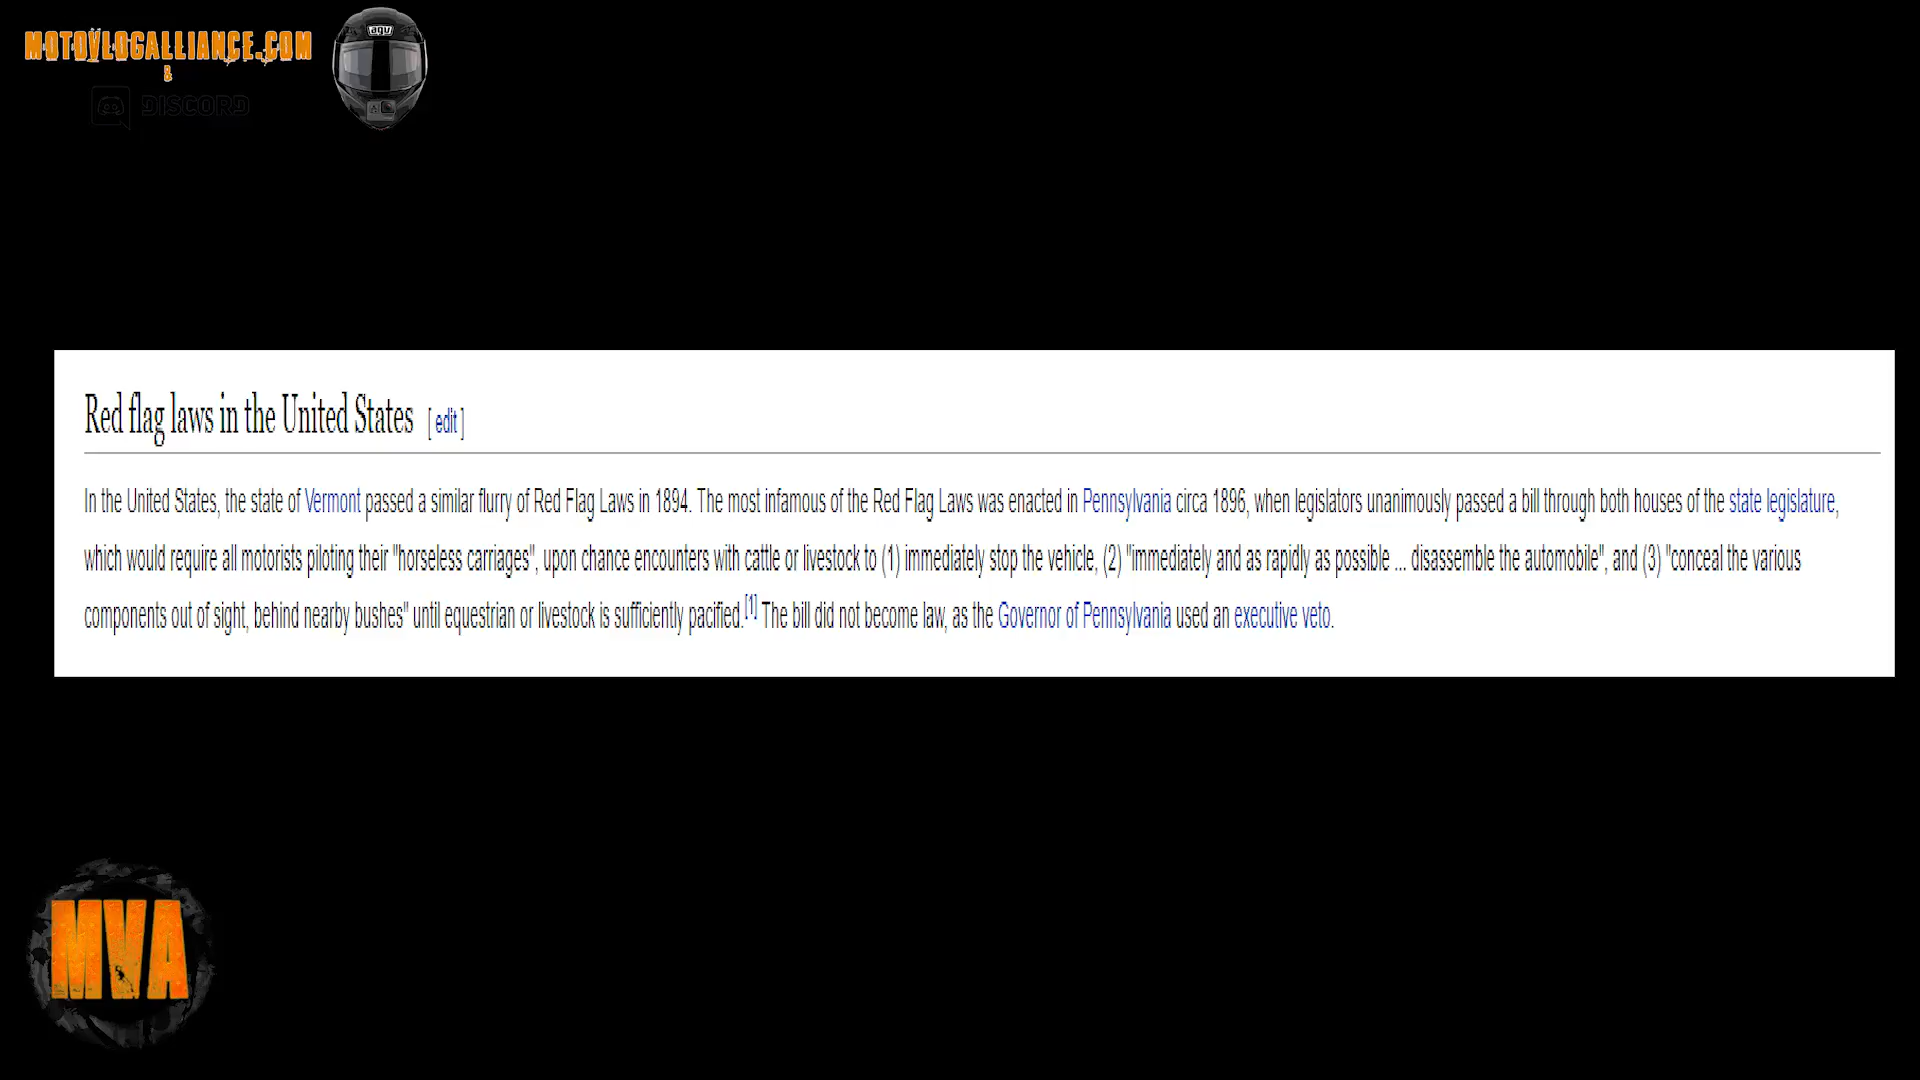 MOTOVLOGALLIANCE.COM
&
DISCORD
agv
Red flag laws in the United States [ edit ]
In the United States, the state of Vermont passed a similar flurry of Red Flag Laws in 1894. The most infamous of the Red Flag Laws was enacted in Pennsylvania circa 1896, when legislators unanimously passed a bill through both houses of the state legislature,
which would require all motorists piloting their "horseless carriages", upon chance encounters with cattle or livestock to (1) immediately stop the vehicle, (2) "immediately and as rapidly as possible ... disassemble the automobile", and (3) "conceal the various
components out of sight, behind nearby bushes" until equestrian or livestock is sufficiently pacified.[1] The bill did not become law, as the Governor of Pennsylvania used an executive veto.
MVA